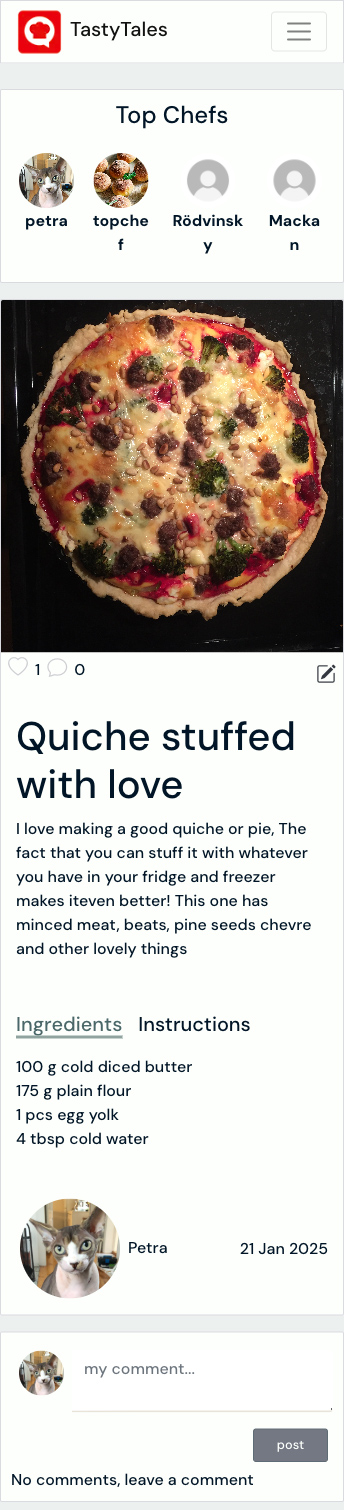 TastyTales
Top Chefs
petra
topche
f
Rödvinsk
y
Macka
n
1 0
Quiche stuffed
with love
I love making a good quiche or pie, The
fact that you can stuff it with whatever
you have in your fridge and freezer
makes iteven better! This one has
minced meat, beats, pine seeds chevre
and other lovely things
Ingredients Instructions
100 g cold diced butter
175 g plain flour
1 pcs egg yolk
4 tbsp cold water
Petra 21 Jan 2025
my comment...
post
No comments, leave a comment